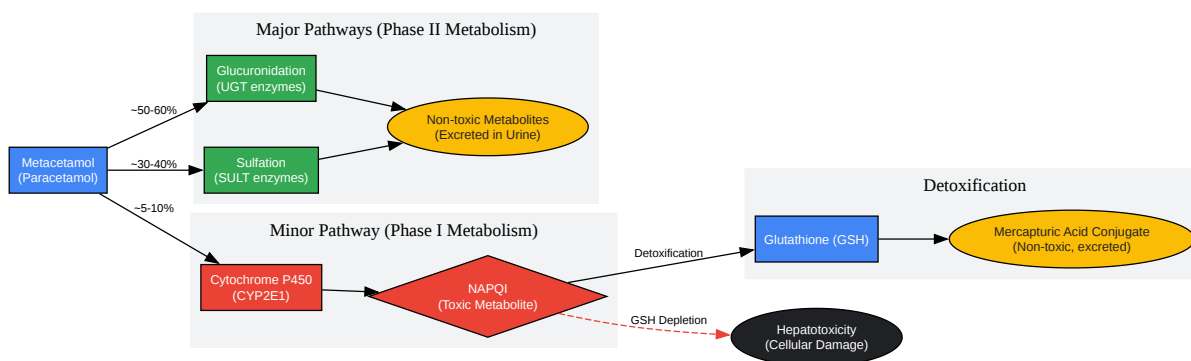 Major Pathways (Phase II Metabolism)
Glucuronidation
(UGT enzymes)
~50-60%
Non-toxic Metabolites
(Excreted in Urine)
Metacetamol
(Paracetamol)
~30-40%
Sulfation
(SULT enzymes)
~5-10%
Minor Pathway (Phase I Metabolism)
Cytochrome P450
(CYP2E1)
NAPQI
(Toxic Metabolite)
Detoxification
Detoxification
Glutathione (GSH)
Mercapturic Acid Conjugate
(Non-toxic, excreted)
GSH Depletion
Hepatotoxicity
(Cellular Damage)